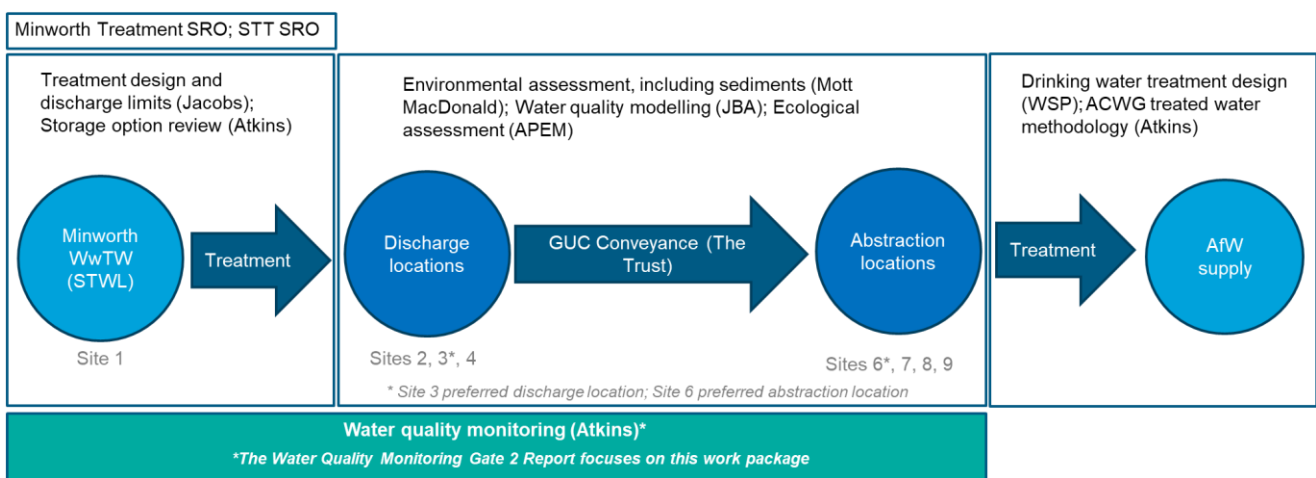 Minworth Treatment SRO; STT SRO
Treatment design and
discharge limits (Jacobs);
Storage option review (Atkins)
Environmental assessment, including sediments (Mott
MacDonald); Water quality modelling (JBA); Ecological
assessment (APEM)
Drinking water treatment design
(WSP); ACWG treated water
methodology (Atkins)
Minworth
WwTW
(STWL)
Treatment
Discharge
locations
GUC Conveyance (The
Trust)
Abstraction
locations
Treatment
AfW
supply
Site 1
Sites 2, 3*, 4
Sites 6*, 7, 8, 9
* Site 3 preferred discharge location; Site 6 preferred abstraction location
Water quality monitoring (Atkins)*
*The Water Quality Monitoring Gate 2 Report focuses on this work package